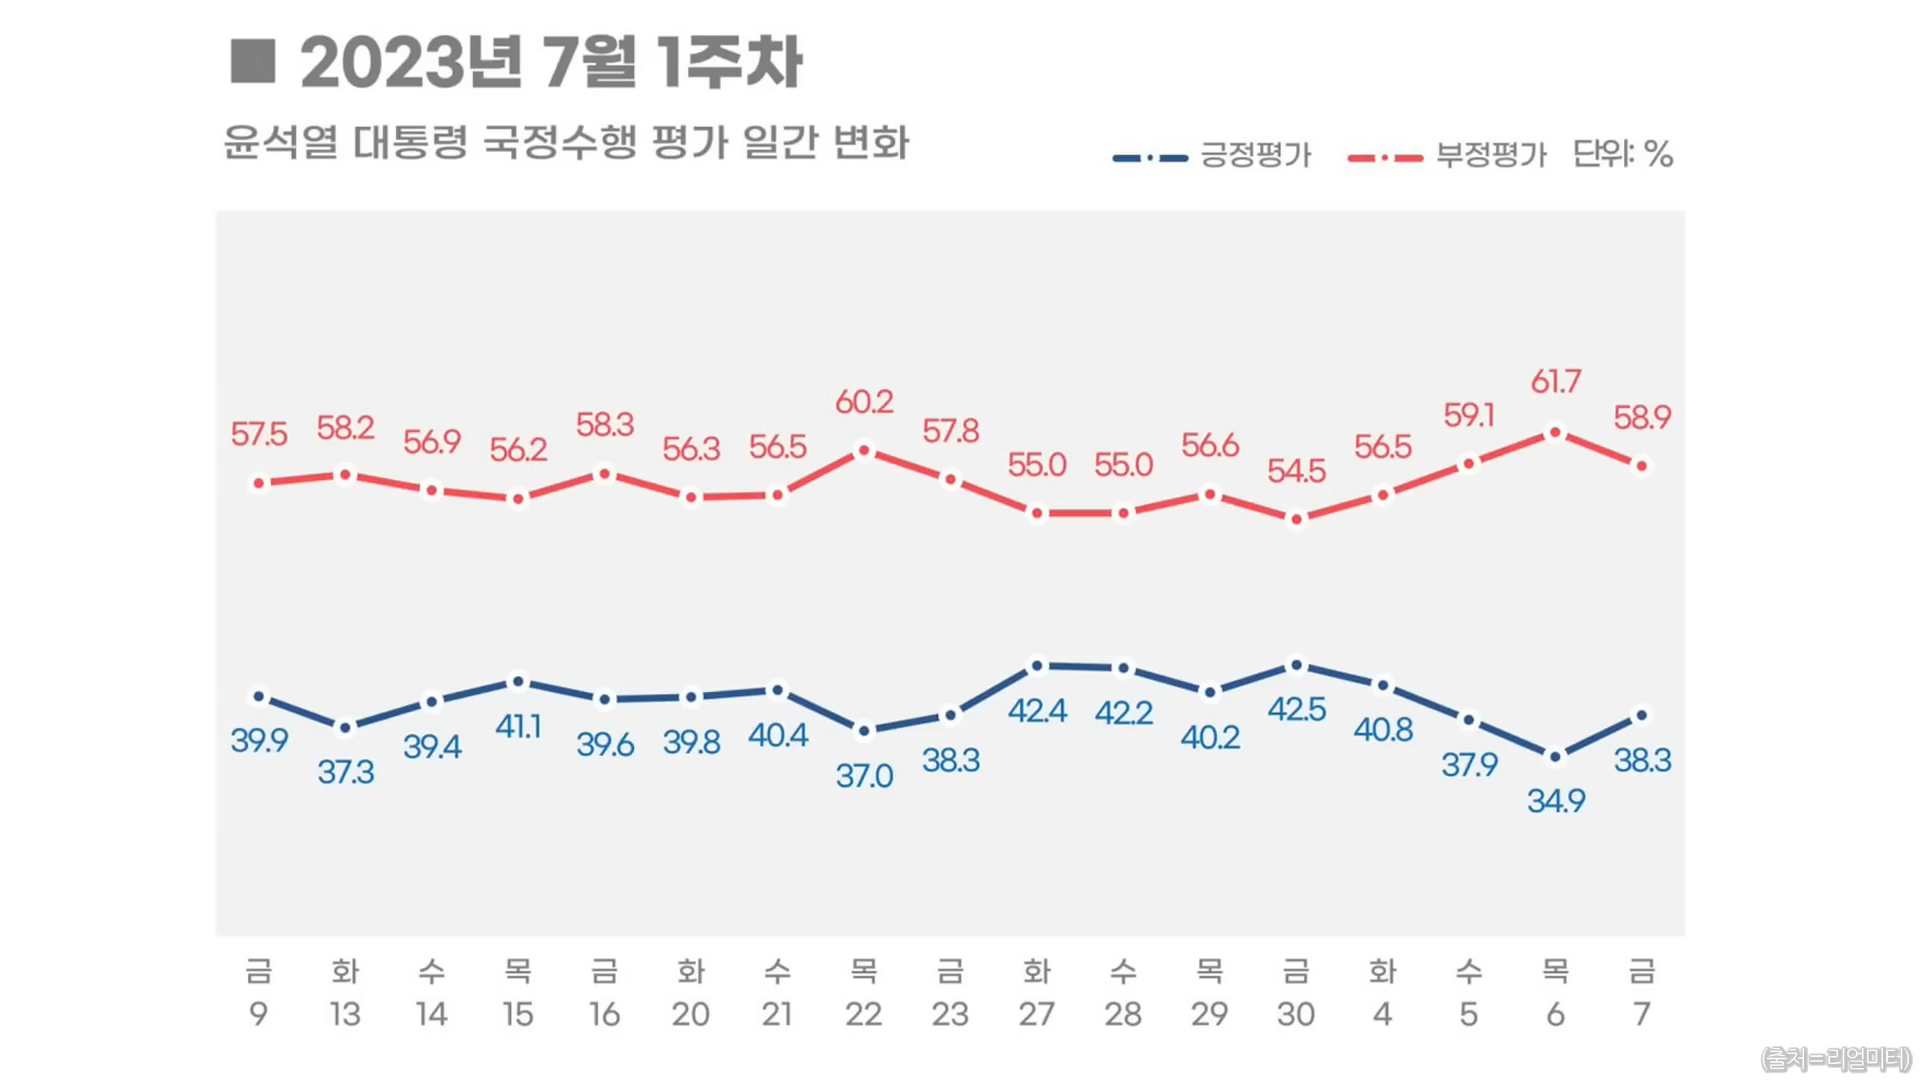 ■ 2023년 7월 1주차
윤석열 대통령 국정수행 평가 일간 변화
긍정평가 부정평가 단위: %
57.5 58.2 56.9 56.2 58.3 56.3 56.5 60.2 57.8 55.0 55.0 56.6 54.5 56.5 59.1 61.7 58.9
39.9 37.3 39.4 41.1 39.6 39.8 40.4 37.0 38.3 42.4 42.2 40.2 42.5 40.8 37.9 34.9 38.3
금 화 수 목 금 화 수 목 금 화 수 목 금 화 수 목 금
9 13 14 15 16 20 21 22 23 27 28 29 30 4 5 6 7
(출처=리얼미터)